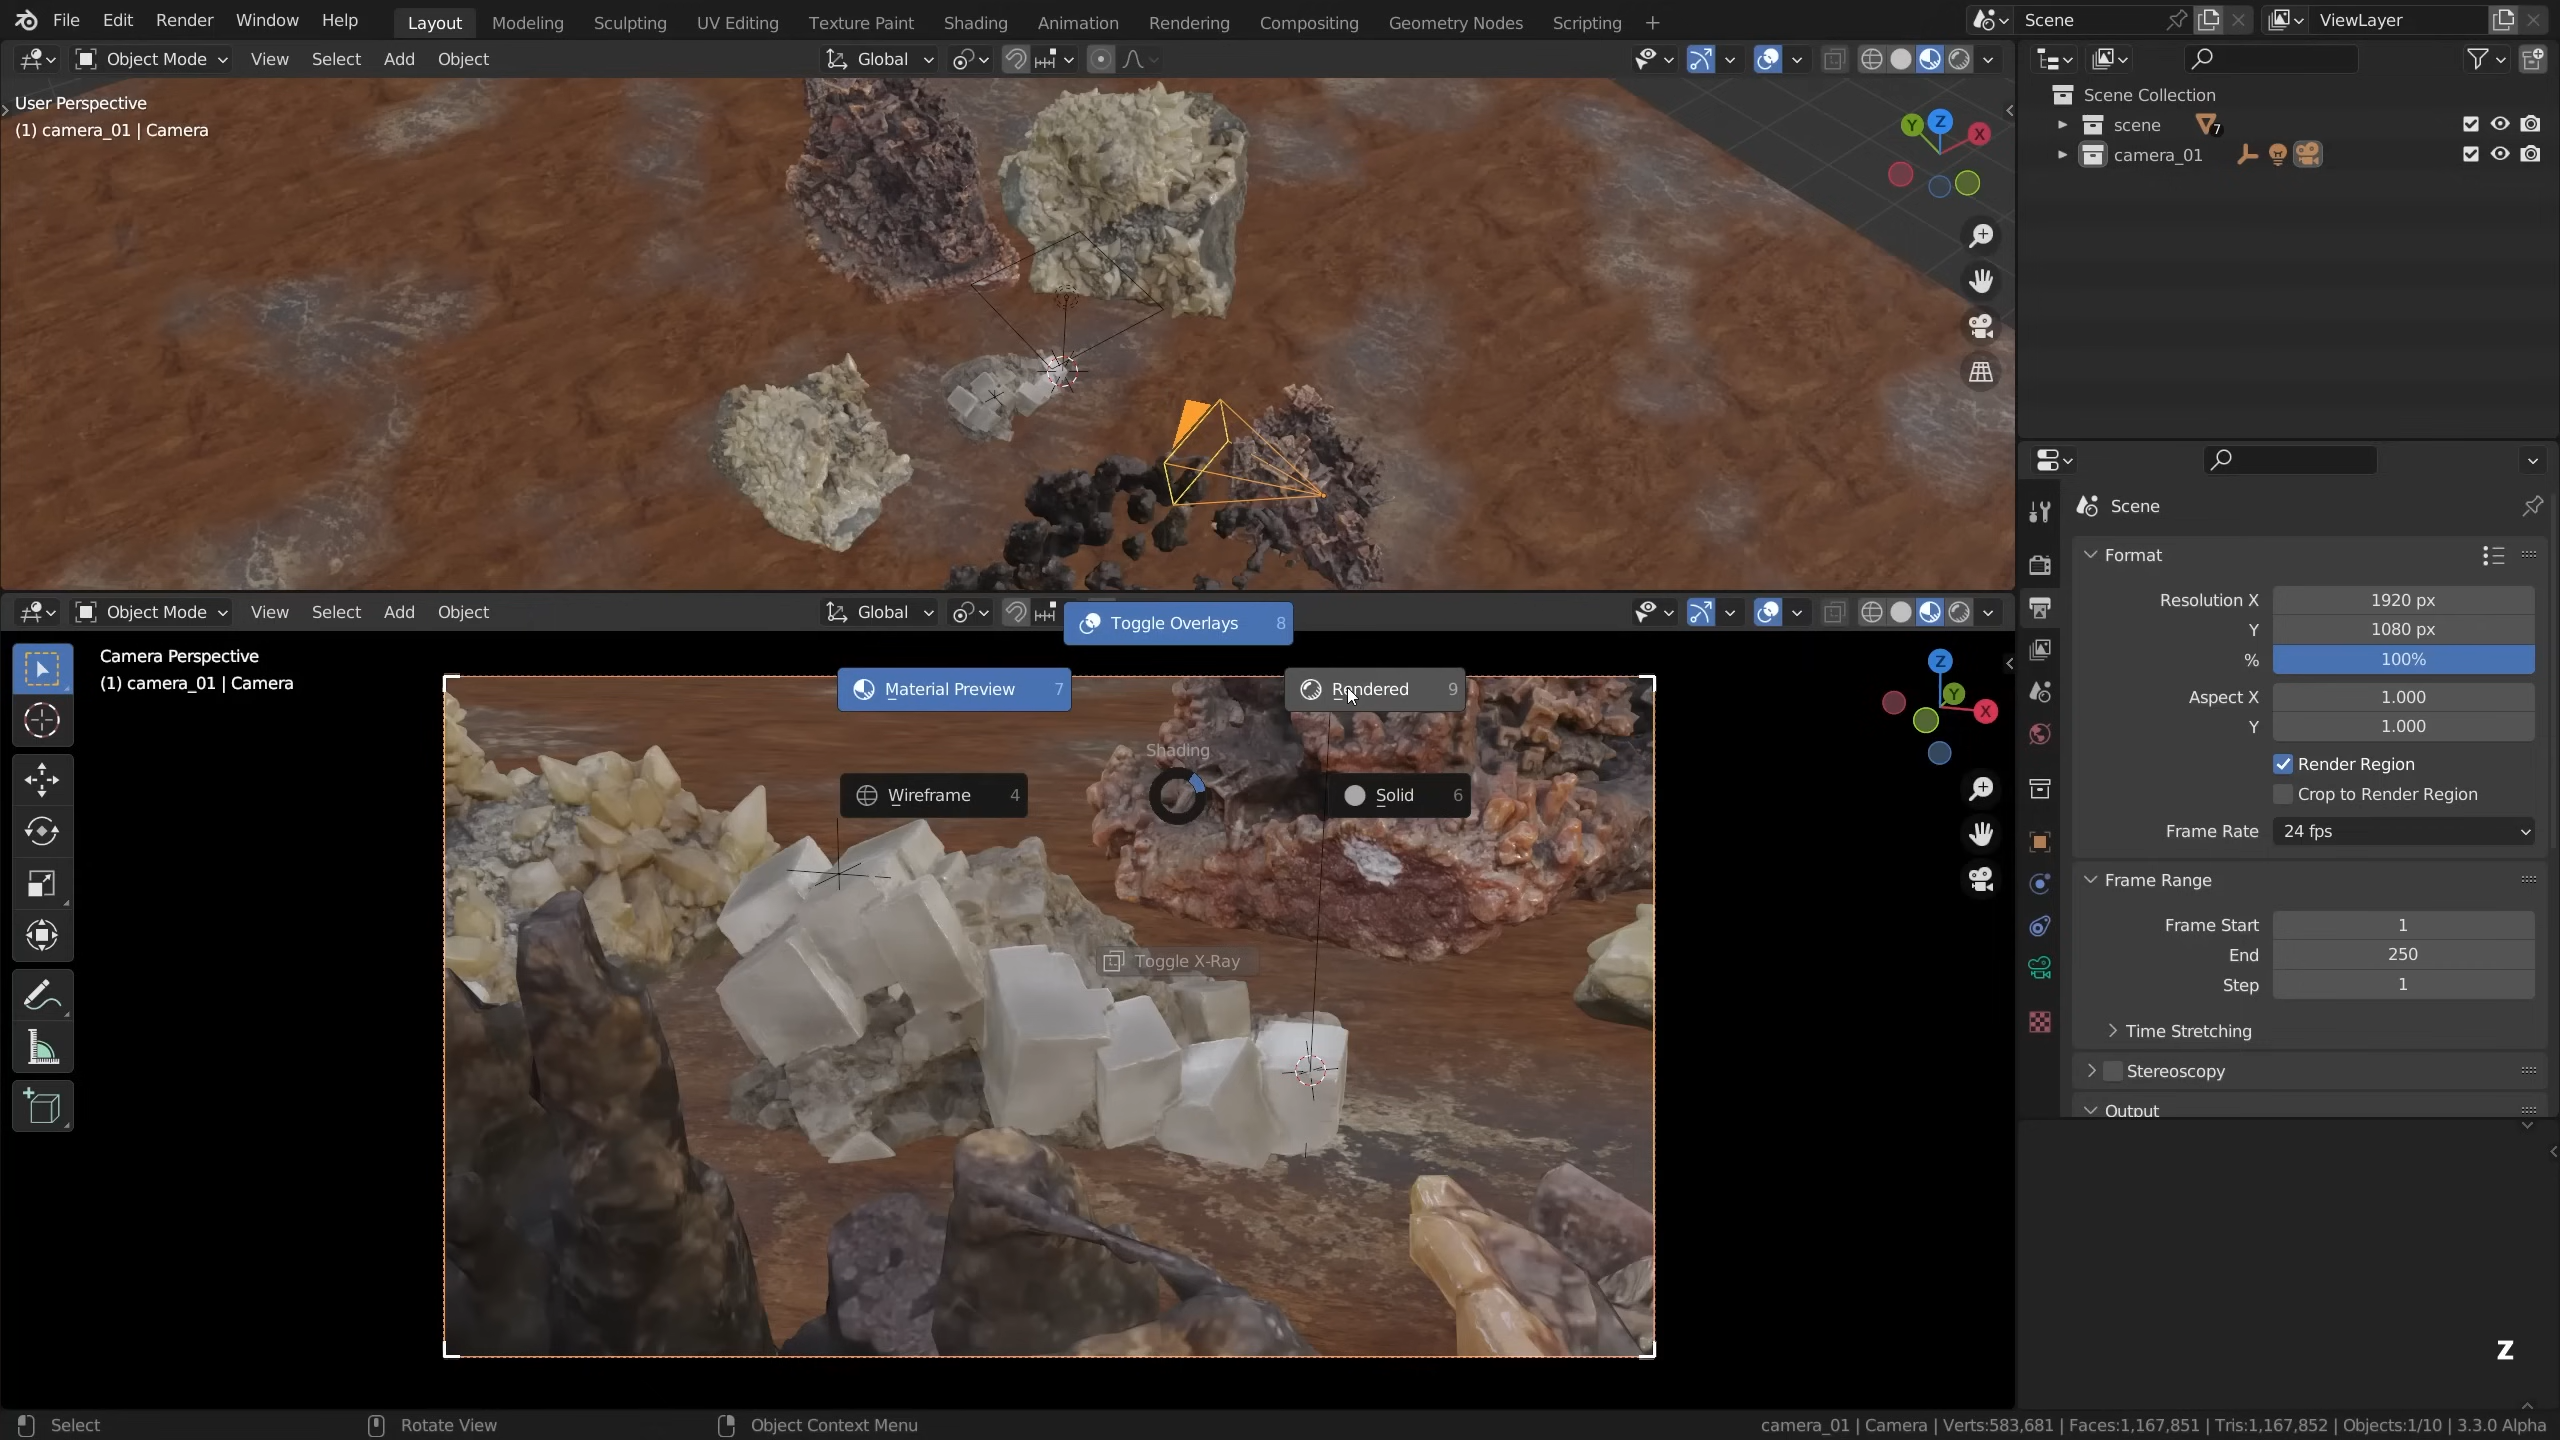 File Edit Render Window Help Layout Modeling Sculpting UV Editing Texture Paint Shading Animation Rendering Compositing Geometry Nodes Scripting + Scene ViewLayer
Object Mode View Select Add Object Global
User Perspective
(1) camera_01 | Camera
Z
Y
X
Scene Collection
scene 7
camera_01
Scene
Format
Resolution X 1920 px
Y 1080 px
% 100%
Aspect X 1.000
Y 1.000
Render Region
Crop to Render Region
Frame Rate 24 fps
Frame Range
Frame Start 1
End 250
Step 1
Time Stretching
Stereoscopy
Output
Object Mode View Select Add Object Global
Toggle Overlays 8
Camera Perspective
(1) camera_01 | Camera
Material Preview 7
Rendered 9
Shading
Wireframe 4
Solid 6
Toggle X-Ray
Z
Y
X
Z
Select Rotate View Object Context Menu camera_01 | Camera | Verts:583,681 | Faces:1,167,851 | Tris:1,167,852 | Objects:1/10 | 3.3.0 Alpha